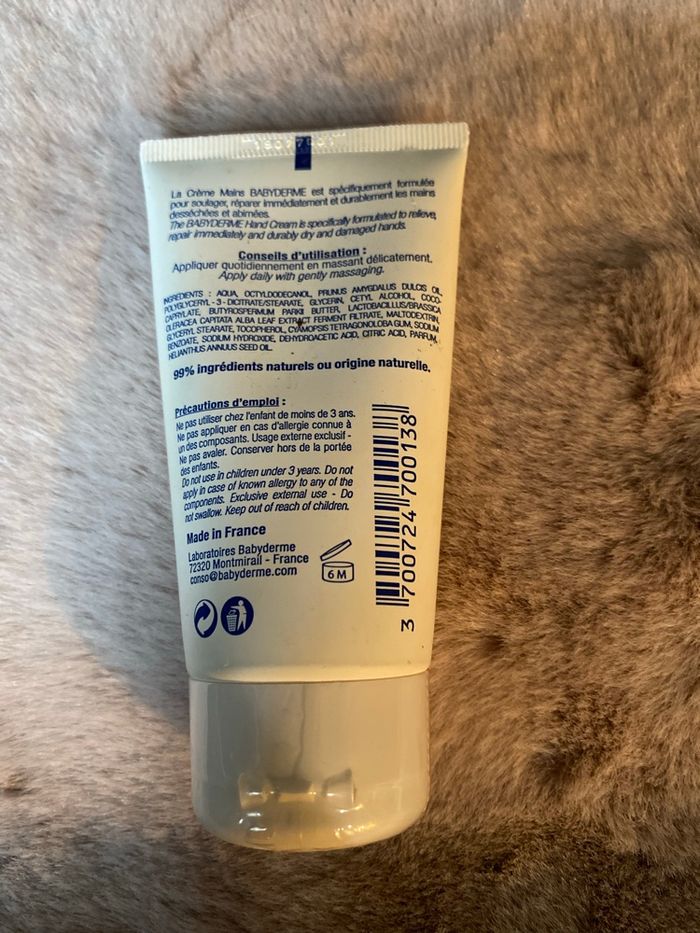 La Crème Mains BABYDERME est spécifiquement formulée
pour soulager, réparer immédiatement et durablement les mains
desséchées et abimées.
The BABYDERME Hand Cream is specifically formulated to relieve,
repair immediately and durably dry and damaged hands.
Conseils d'utilisation :
Appliquer quotidiennement en massant délicatement.
Apply daily with gently massaging.
INGREDIENTS : AQUA, OCTYLDODECANOL, PRUNUS AMYGDALUS DULCIS OIL,
POLYGLYCERYL - 3 - DICITRATE/STEARATE, GLYCERIN, CETYL ALCOHOL, COCO-
CAPRYLATE, BUTYROSPERMUM PARKII BUTTER, LACTOBACILLUS/BRASSICA
OLERACEA CAPITATA ALBA LEAF EXTRACT FERMENT FILTRATE, MALTODEXTRIN,
GLYCERYL STEARATE, TOCOPHEROL, CYAMOPSIS TETRAGONOLOBA GUM, SODIUM
BENZOATE, SODIUM HYDROXIDE, DEHYDROACETIC ACID, CITRIC ACID, PARFUM,
HELIANTHUS ANNUUS SEED OIL.
99% ingrédients naturels ou origine naturelle.
Précautions d'emploi :
Ne pas utiliser chez l'enfant de moins de 3 ans.
Ne pas appliquer en cas d'allergie connue à
un des composants. Usage externe exclusif -
Ne pas avaler. Conserver hors de la portée
des enfants.
Do not use in children under 3 years. Do not
apply in case of known allergy to any of the
components. Exclusive external use - Do
not swallow. Keep out of reach of children.
Made in France
Laboratoires Babyderme
72320 Montmirail - France
conso@babyderme.com
6 M
3 700724 700138